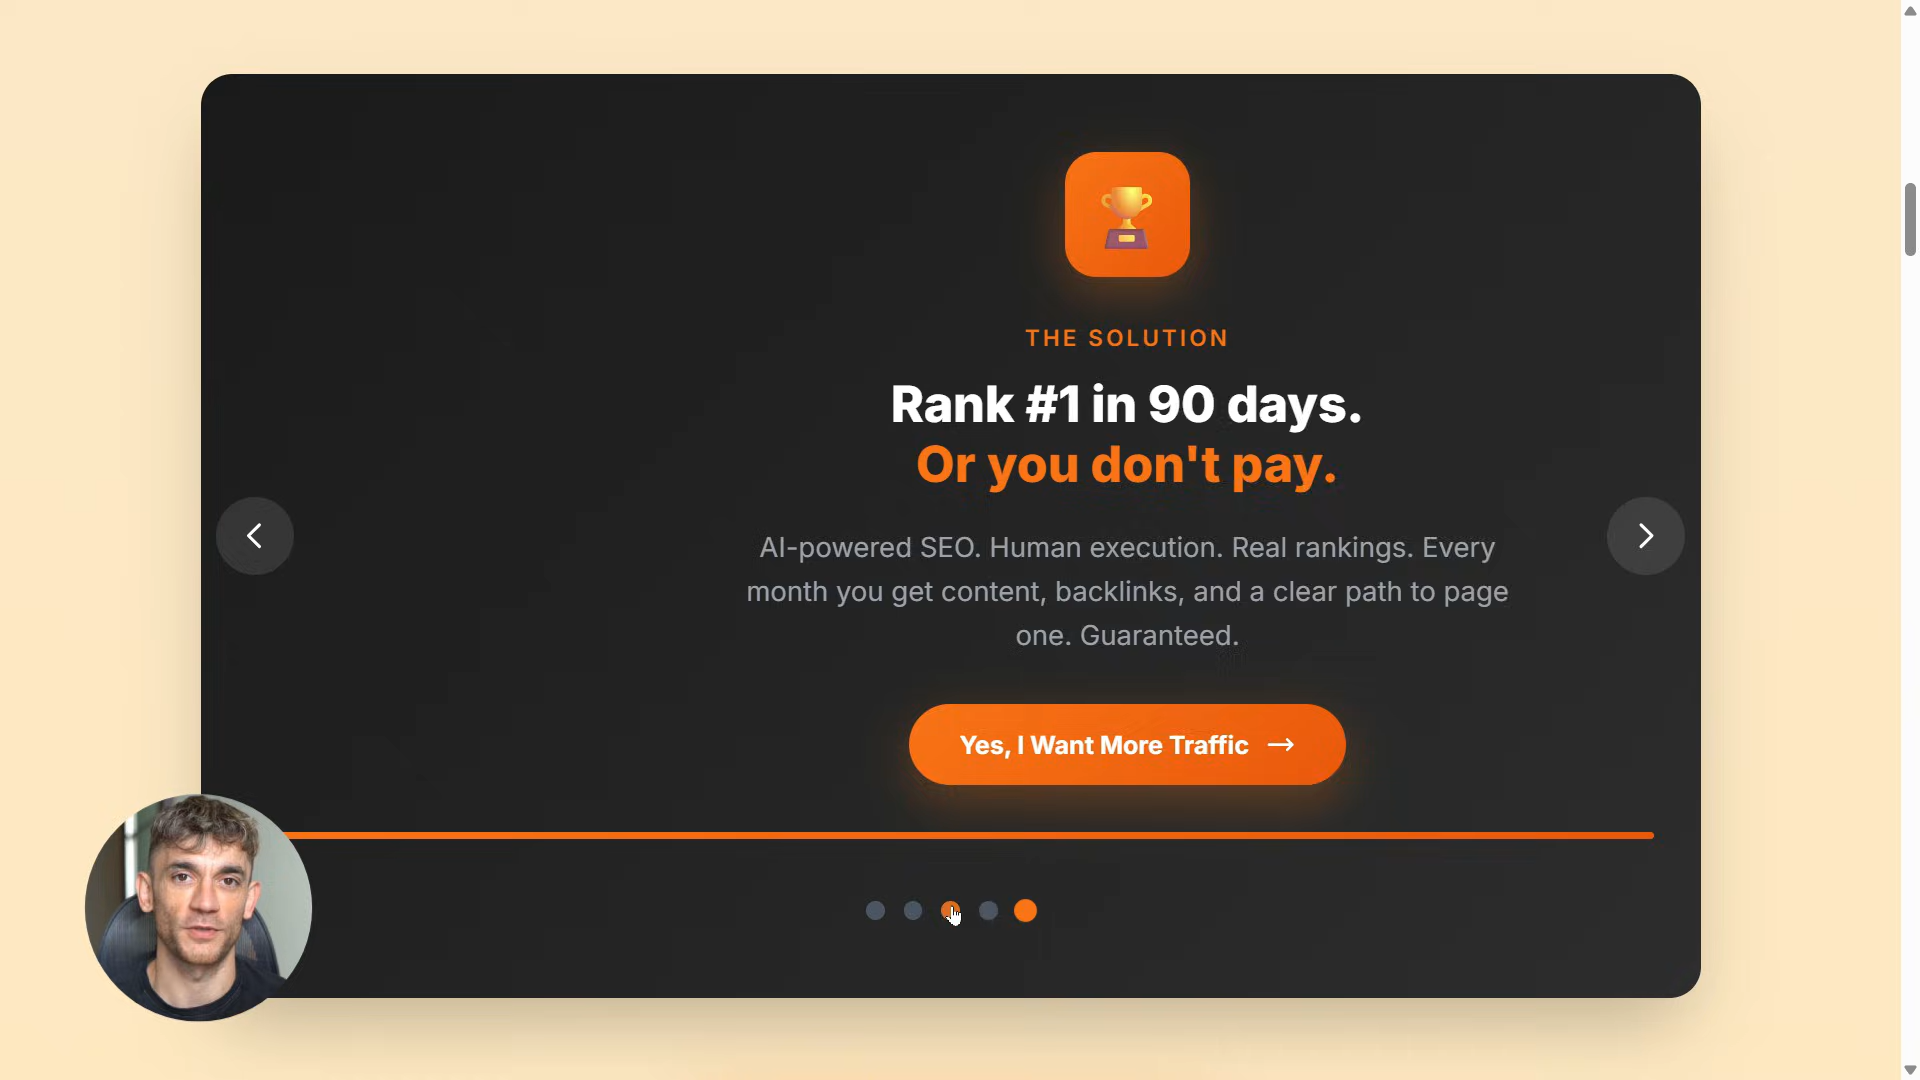 THE SOLUTION
Rank #1 in 90 days.
Or you don't pay.
AI-powered SEO. Human execution. Real rankings. Every
month you get content, backlinks, and a clear path to page
one. Guaranteed.
Yes, I Want More Traffic →